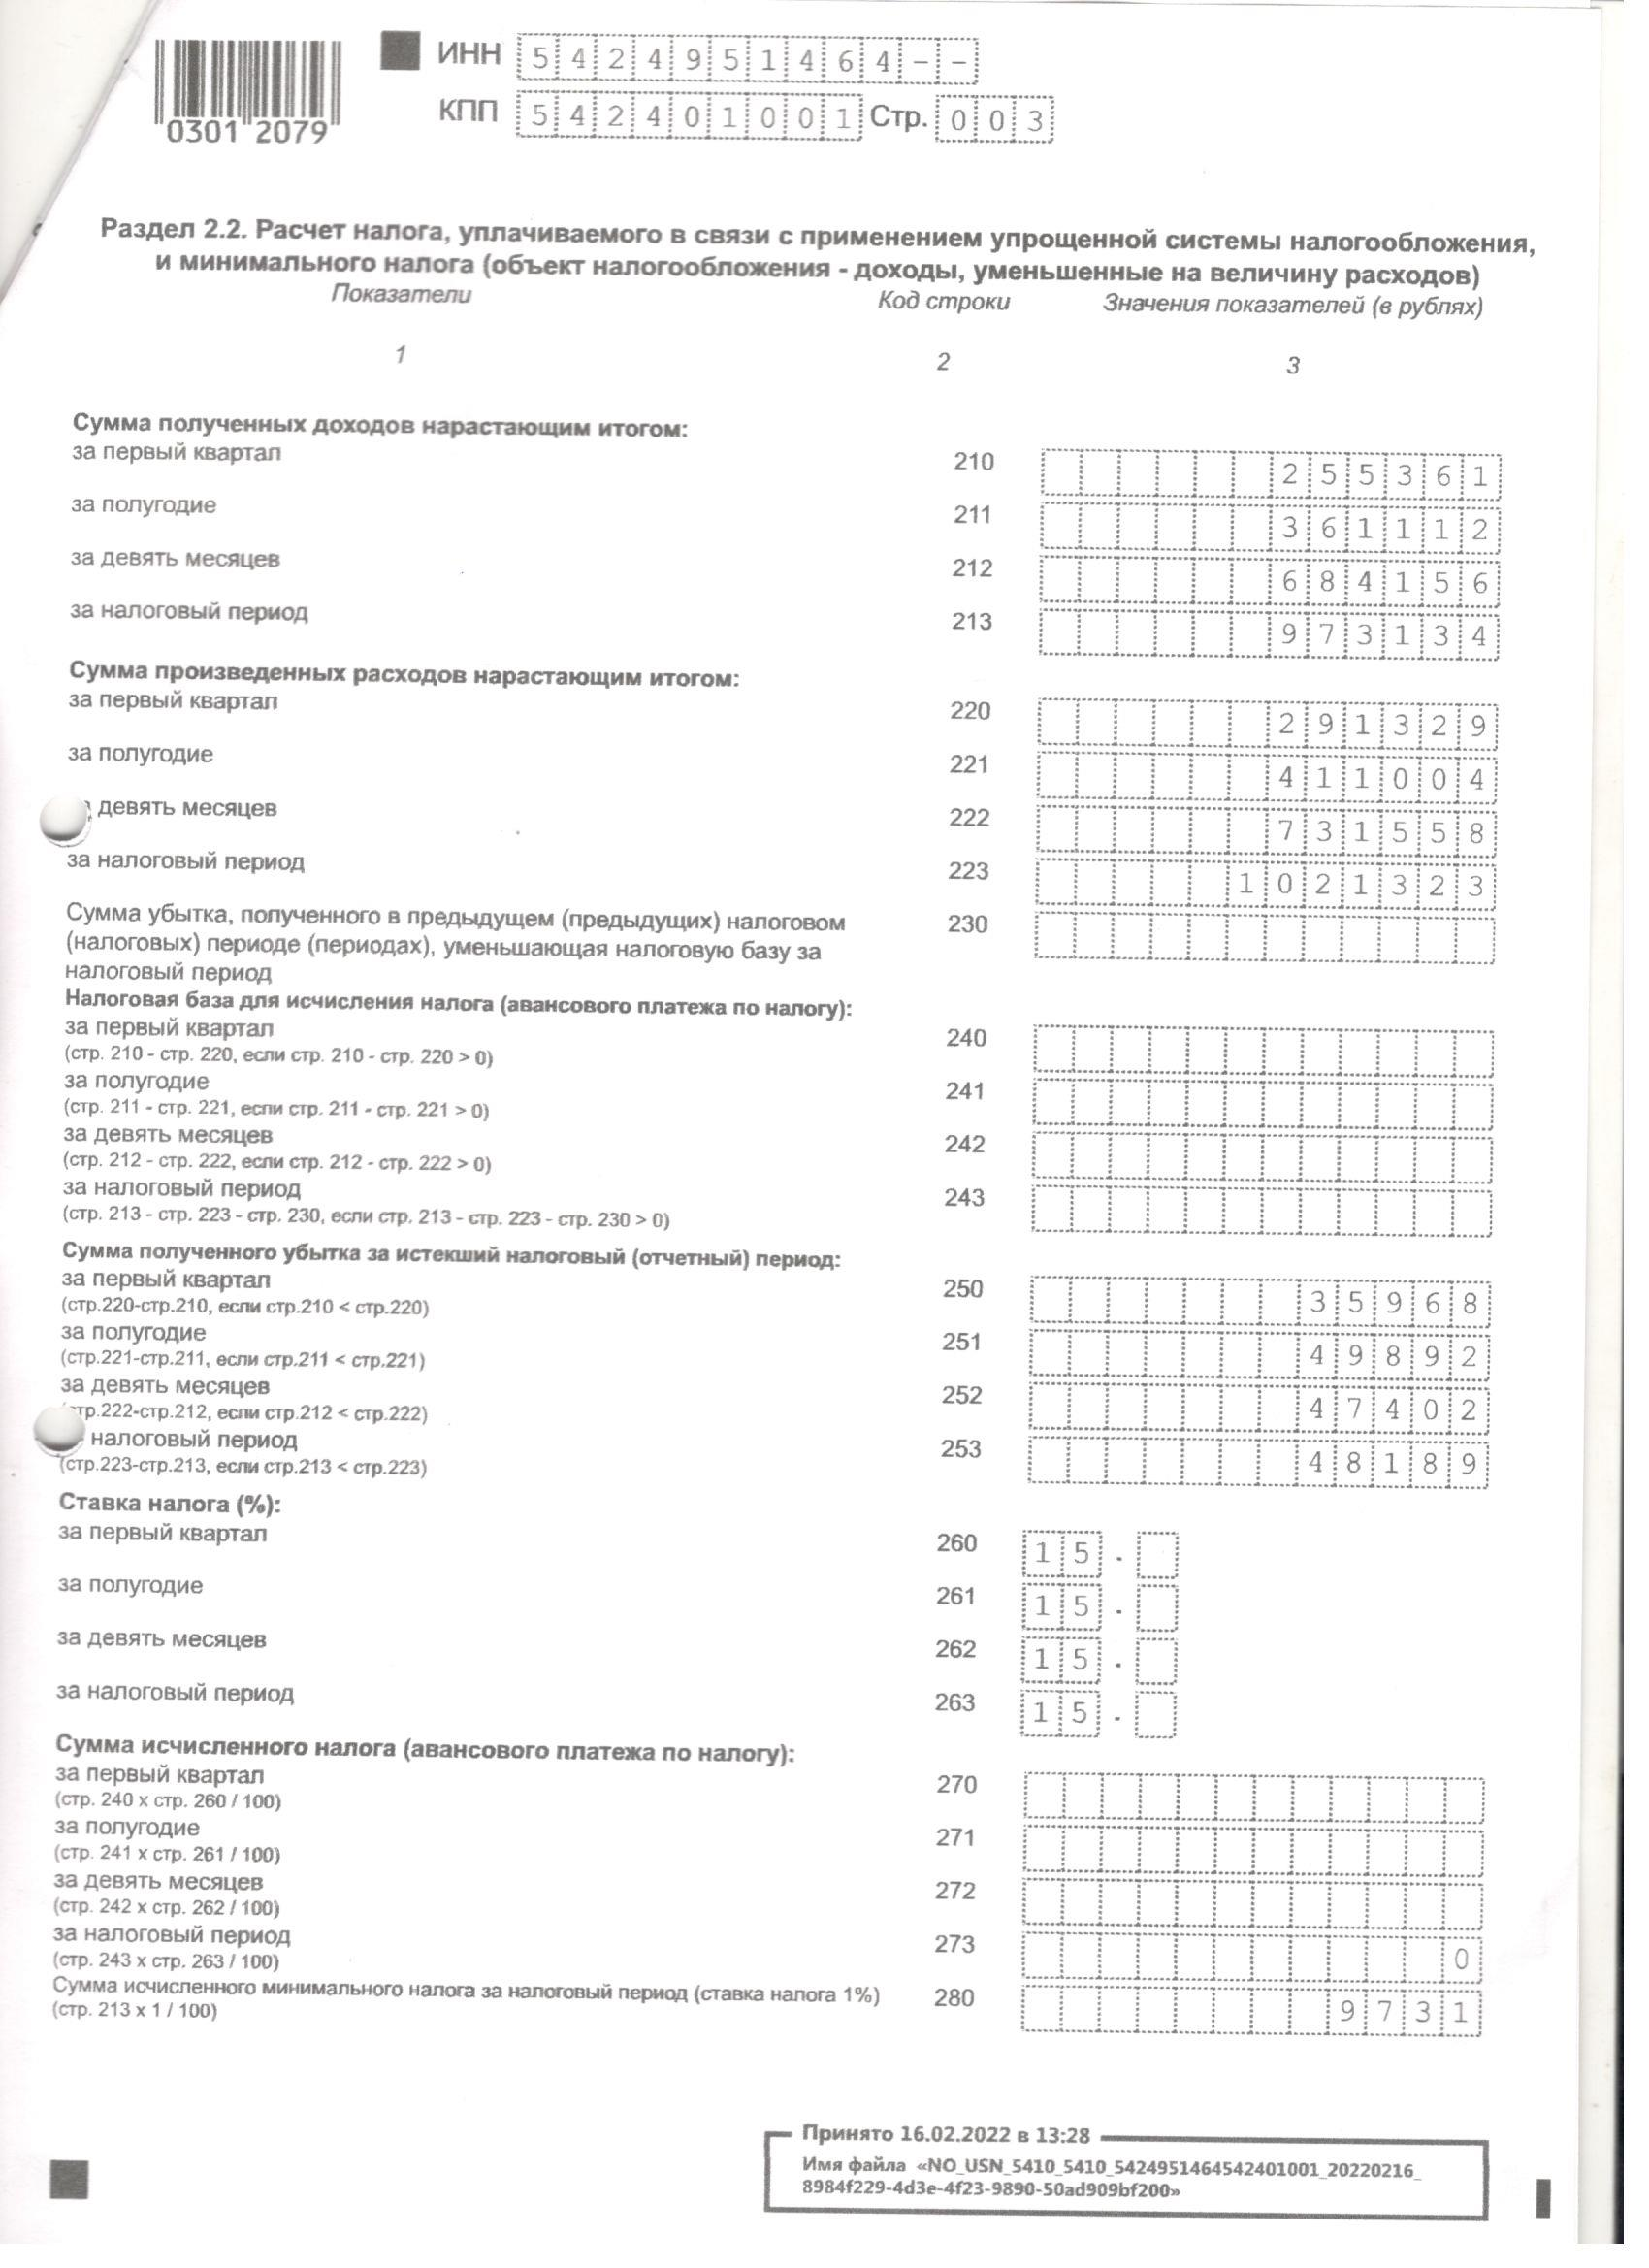 ИНН 5424951464--
0301 2079
КПП 542401001 Стр. 003
Раздел 2.2. Расчет налога, уплачиваемого в связи с применением упрощенной системы налогообложения,
и минимального налога (объект налогообложения - доходы, уменьшенные на величину расходов)
Показатели Код строки Значения показателей (в рублях)
1 2 3
Сумма полученных доходов нарастающим итогом:
за первый квартал 210 255361
за полугодие 211 361112
за девять месяцев 212 684156
за налоговый период 213 973134
Сумма произведенных расходов нарастающим итогом:
за первый квартал 220 291329
за полугодие 221 411004
девять месяцев 222 731558
за налоговый период 223 1021323
Сумма убытка, полученного в предыдущем (предыдущих) налоговом 230
(налоговых) периоде (периодах), уменьшающая налоговую базу за
налоговый период
Налоговая база для исчисления налога (авансового платежа по налогу):
за первый квартал 240
(стр. 210 - стр. 220, если стр. 210 - стр. 220 > 0)
за полугодие 241
(стр. 211 - стр. 221, если стр. 211 - стр. 221 > 0)
за девять месяцев 242
(стр. 212 - стр. 222, если стр. 212 - стр. 222 > 0)
за налоговый период 243
(стр. 213 - стр. 223 - стр. 230, если стр. 213 - стр. 223 - стр. 230 > 0)
Сумма полученного убытка за истекший налоговый (отчетный) период:
за первый квартал 250 35968
(стр.220-стр.210, если стр.210 < стр.220)
за полугодие 251 49892
(стр.221-стр.211, если стр.211 < стр.221)
за девять месяцев 252 47402
тр.222-стр.212, если стр.212 < стр.222)
налоговый период 253 48189
(стр.223-стр.213, если стр.213 < стр.223)
Ставка налога (%):
за первый квартал 260 15.
за полугодие 261 15.
за девять месяцев 262 15.
за налоговый период 263 15.
Сумма исчисленного налога (авансового платежа по налогу):
за первый квартал 270
(стр. 240 х стр. 260 / 100)
за полугодие 271
(стр. 241 х стр. 261 / 100)
за девять месяцев 272
(стр. 242 х стр. 262 / 100)
за налоговый период 273 0
(стр. 243 х стр. 263 / 100)
Сумма исчисленного минимального налога за налоговый период (ставка налога 1%) 280 9731
(стр. 213 х 1 / 100)
Принято 16.02.2022 в 13:28
Имя файла «NO_USN_5410_5410_5424951464542401001_20220216_
8984f229-4d3e-4f23-9890-50ad909bf200»